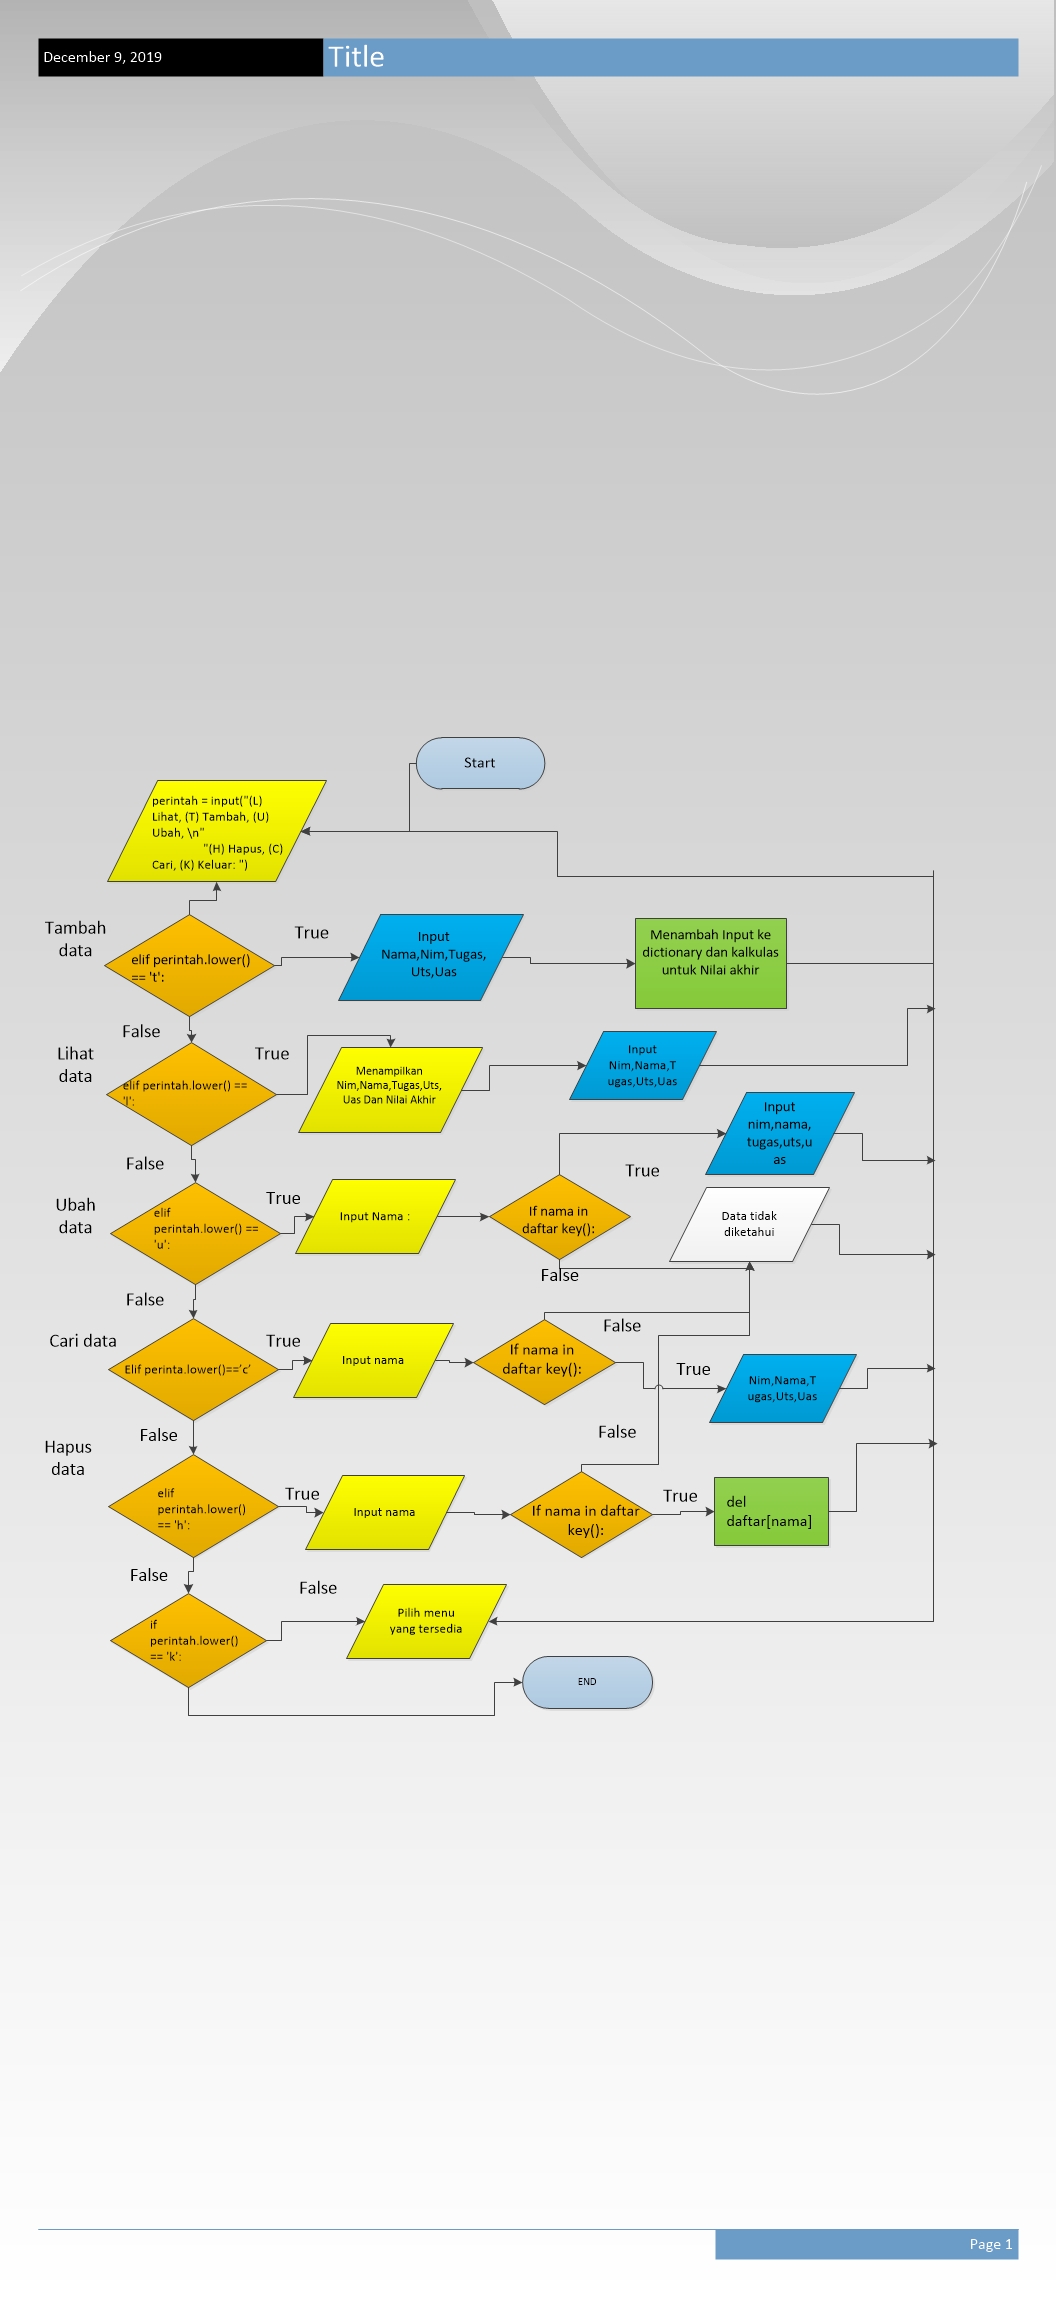 December 9, 2019
Title
Start
perintah = input("(L)
Lihat, (T) Tambah, (U)
Ubah, \n"
"(H) Hapus, (C)
Cari, (K) Keluar: ")
Tambah
data
elif perintah.lower()
== 't':
True
Input
Nama,Nim,Tugas,
Uts,Uas
Menambah Input ke
dictionary dan kalkulas
untuk Nilai akhir
False
Lihat
data
elif perintah.lower() ==
'l':
True
Menampilkan
Nim,Nama,Tugas,Uts,
Uas Dan Nilai Akhir
Input
Nim,Nama,T
ugas,Uts,Uas
Input
nim,nama,
tugas,uts,u
as
False
True
Ubah
data
elif
perintah.lower() ==
'u':
True
Input Nama :
If nama in
daftar key():
Data tidak
diketahui
False
False
Cari data
Elif perinta.lower()==’c’
True
Input nama
If nama in
daftar key():
False
True
Nim,Nama,T
ugas,Uts,Uas
False
False
Hapus
data
elif
perintah.lower()
== 'h':
True
Input nama
If nama in daftar
key():
True
del
daftar[nama]
False
False
if
perintah.lower()
== 'k':
Pilih menu
yang tersedia
END
Page 1